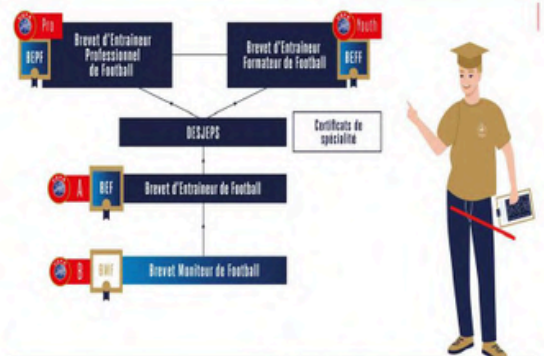 Pro
BEPF
Brevet d'Entraîneur
Professionnel
de Football
Brevet d'Entraîneur
Formateur de Football
Youth
BEFF
DESJEPS
Certificats de
spécialité
A
BEF
Brevet d'Entraîneur de Football
B
BMF
Brevet Moniteur de Football